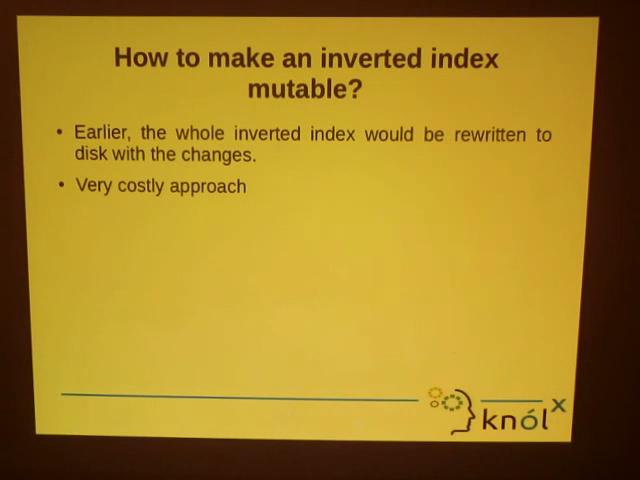 How to make an inverted index
mutable?
• Earlier, the whole inverted index would be rewritten to
disk with the changes.
• Very costly approach
knól x